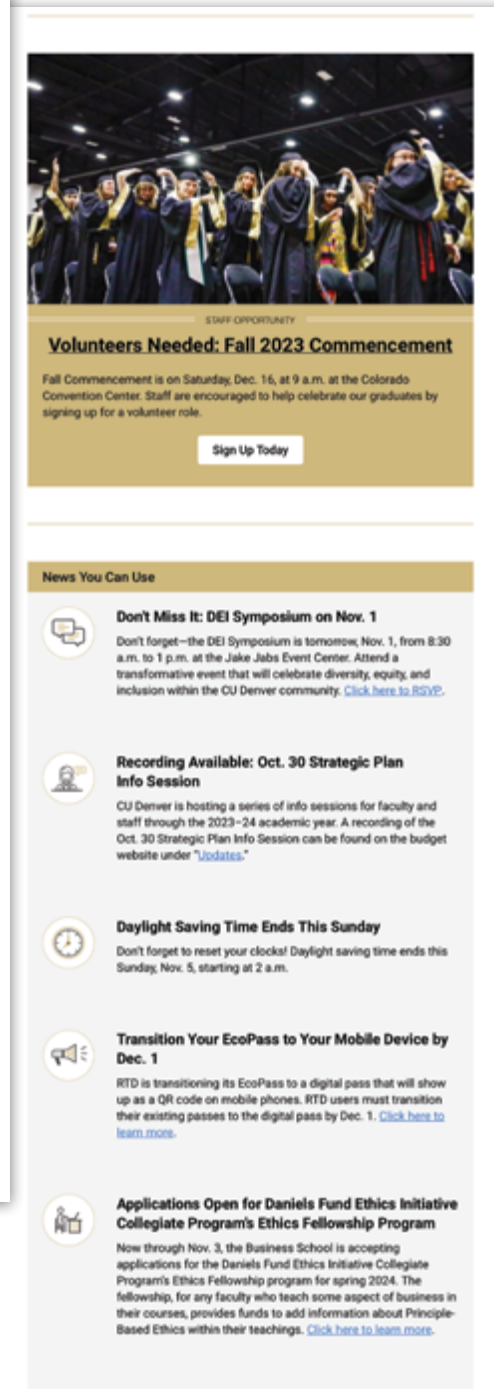 STAFF OPPORTUNITY
Volunteers Needed: Fall 2023 Commencement
Fall Commencement is on Saturday, Dec. 16, at 9 a.m. at the Colorado
Convention Center. Staff are encouraged to help celebrate our graduates by
signing up for a volunteer role.
Sign Up Today
News You Can Use
Don't Miss It: DEI Symposium on Nov. 1
Don't forget—the DEI Symposium is tomorrow, Nov. 1, from 8:30
a.m. to 1 p.m. at the Jake Jabs Event Center. Attend a
transformative event that will celebrate diversity, equity, and
inclusion within the CU Denver community. Click here to RSVP.
Recording Available: Oct. 30 Strategic Plan
Info Session
CU Denver is hosting a series of info sessions for faculty and
staff through the 2023–24 academic year. A recording of the
Oct. 30 Strategic Plan Info Session can be found on the budget
website under "Updates."
Daylight Saving Time Ends This Sunday
Don't forget to reset your clocks! Daylight saving time ends this
Sunday, Nov. 5, starting at 2 a.m.
Transition Your EcoPass to Your Mobile Device by
Dec. 1
RTD is transitioning its EcoPass to a digital pass that will show
up as a QR code on mobile phones. RTD users must transition
their existing passes to the digital pass by Dec. 1. Click here to
learn more.
Applications Open for Daniels Fund Ethics Initiative
Collegiate Program's Ethics Fellowship Program
Now through Nov. 3, the Business School is accepting
applications for the Daniels Fund Ethics Initiative Collegiate
Program's Ethics Fellowship program for spring 2024. The
fellowship, for any faculty who teach some aspect of business in
their courses, provides funds to add information about Principle-
Based Ethics within their teachings. Click here to learn more.